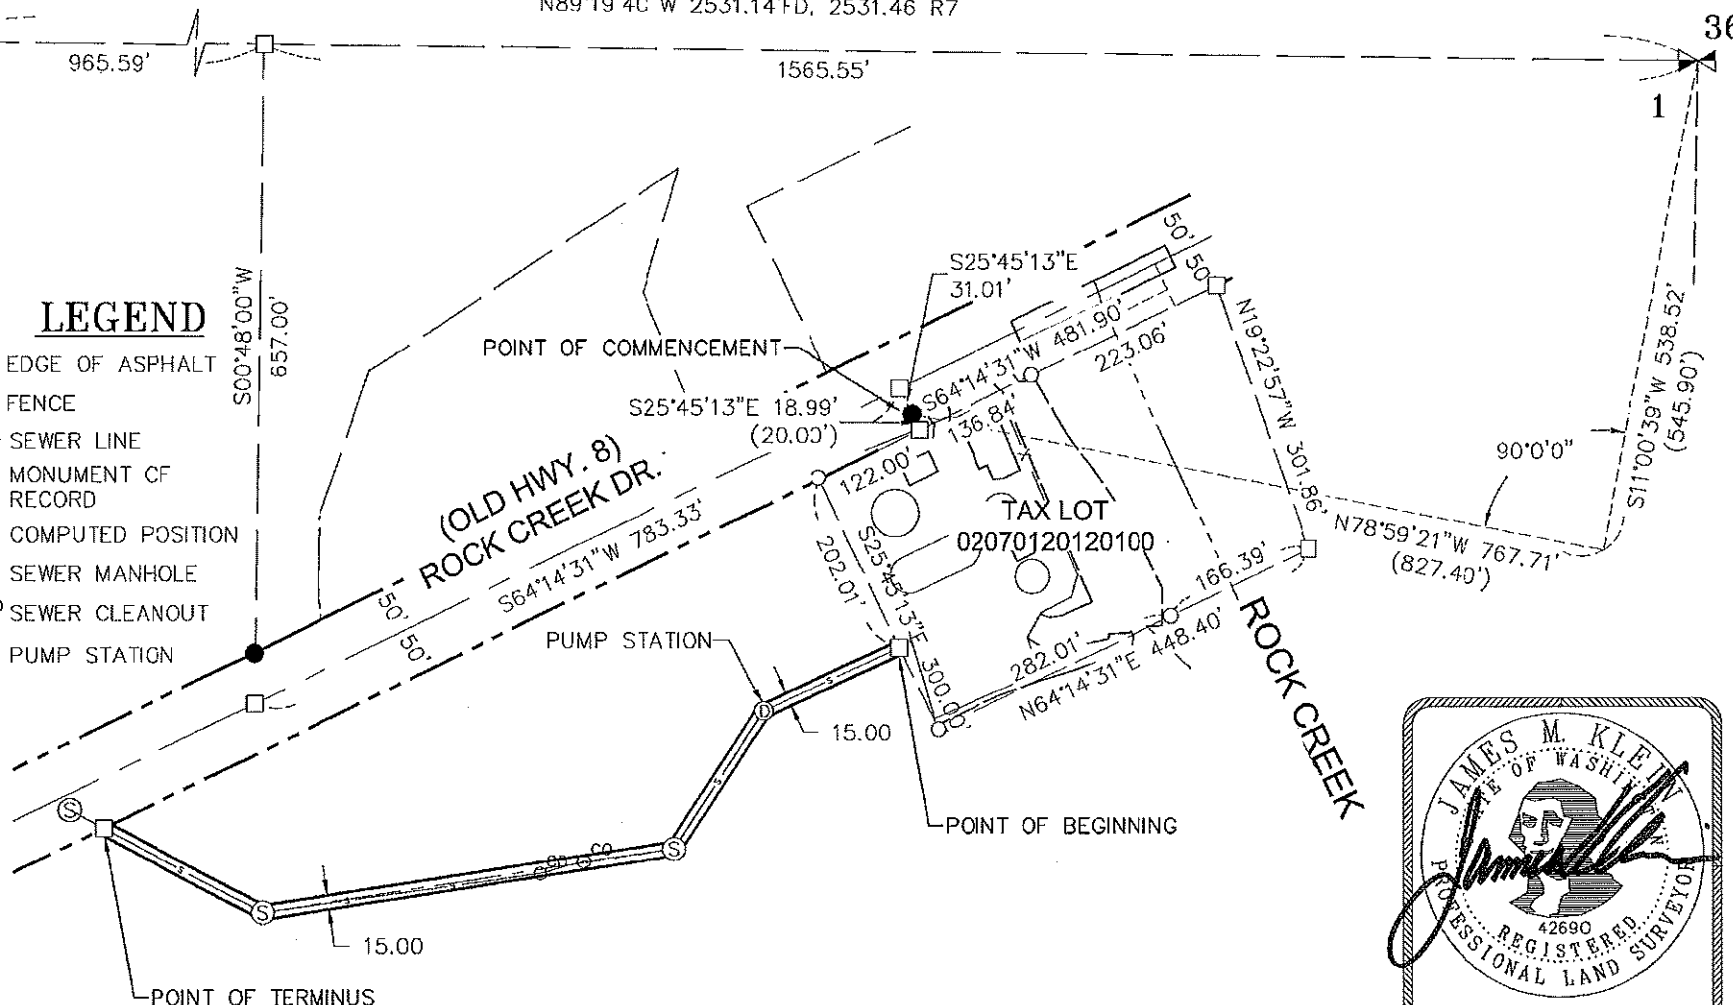 N89°19'40"W 2531.14'FD, 2531.46 R7
36
965.59'
1565.55'
1
S00°48'00"W
657.00'
LEGEND
EDGE OF ASPHALT
FENCE
SEWER LINE
MONUMENT OF
RECORD
COMPUTED POSITION
SEWER MANHOLE
SEWER CLEANOUT
PUMP STATION
50'
50'
S25°45'13"E
31.01'
POINT OF COMMENCEMENT
S64°14'31"W 481.90'
223.06'
N19°22'57"W 301.86'
S11°00'39"W 538.52'
(545.90')
S25°45'13"E 18.99'
(20.00')
136.84'
90°0'0"
(OLD HWY. 8)
ROCK CREEK DR.
122.00'
TAX LOT
02070120120100
N78°59'21"W 767.71'
(827.40')
S64°14'31"W 783.33'
202.01'
S25°45'13"E 300.00'
166.39'
50'
50'
PUMP STATION
282.01'
N64°14'31"E 448.40'
ROCK CREEK
D
S
15.00
POINT OF BEGINNING
S
S
CO
CO
S
S
15.00
POINT OF TERMINUS
JAMES M. KLEIN
STATE OF WASHINGTON
42690
REGISTERED
PROFESSIONAL LAND SURVEYOR